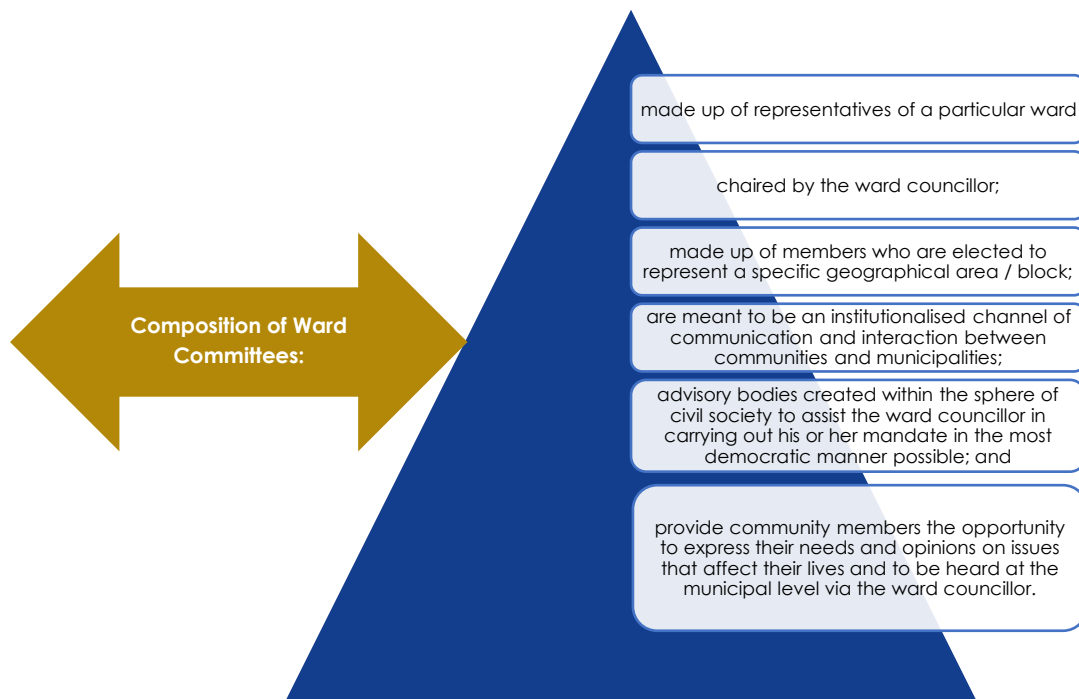 Composition of Ward
Committees:
made up of representatives of a particular ward
chaired by the ward councillor;
made up of members who are elected to
represent a specific geographical area / block;
are meant to be an institutionalised channel of
communication and interaction between
communities and municipalities;
advisory bodies created within the sphere of
civil society to assist the ward councillor in
carrying out his or her mandate in the most
democratic manner possible; and
provide community members the opportunity
to express their needs and opinions on issues
that affect their lives and to be heard at the
municipal level via the ward councillor.